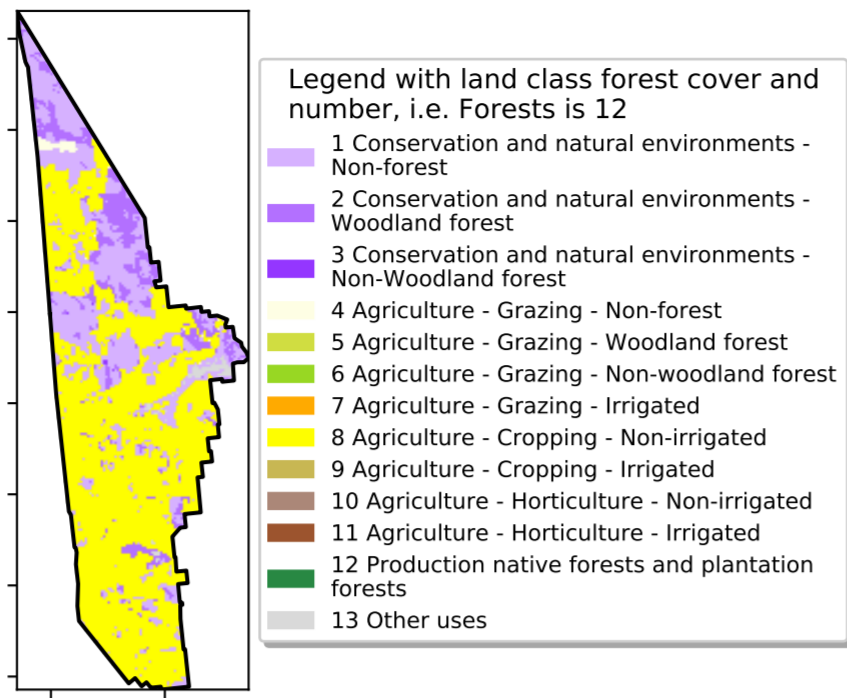 Legend with land class forest cover and
number, i.e. Forests is 12
1 Conservation and natural environments -
Non-forest
2 Conservation and natural environments -
Woodland forest
3 Conservation and natural environments -
Non-Woodland forest
4 Agriculture - Grazing - Non-forest
5 Agriculture - Grazing - Woodland forest
6 Agriculture - Grazing - Non-woodland forest
7 Agriculture - Grazing - Irrigated
8 Agriculture - Cropping - Non-irrigated
9 Agriculture - Cropping - Irrigated
10 Agriculture - Horticulture - Non-irrigated
11 Agriculture - Horticulture - Irrigated
12 Production native forests and plantation
forests
13 Other uses